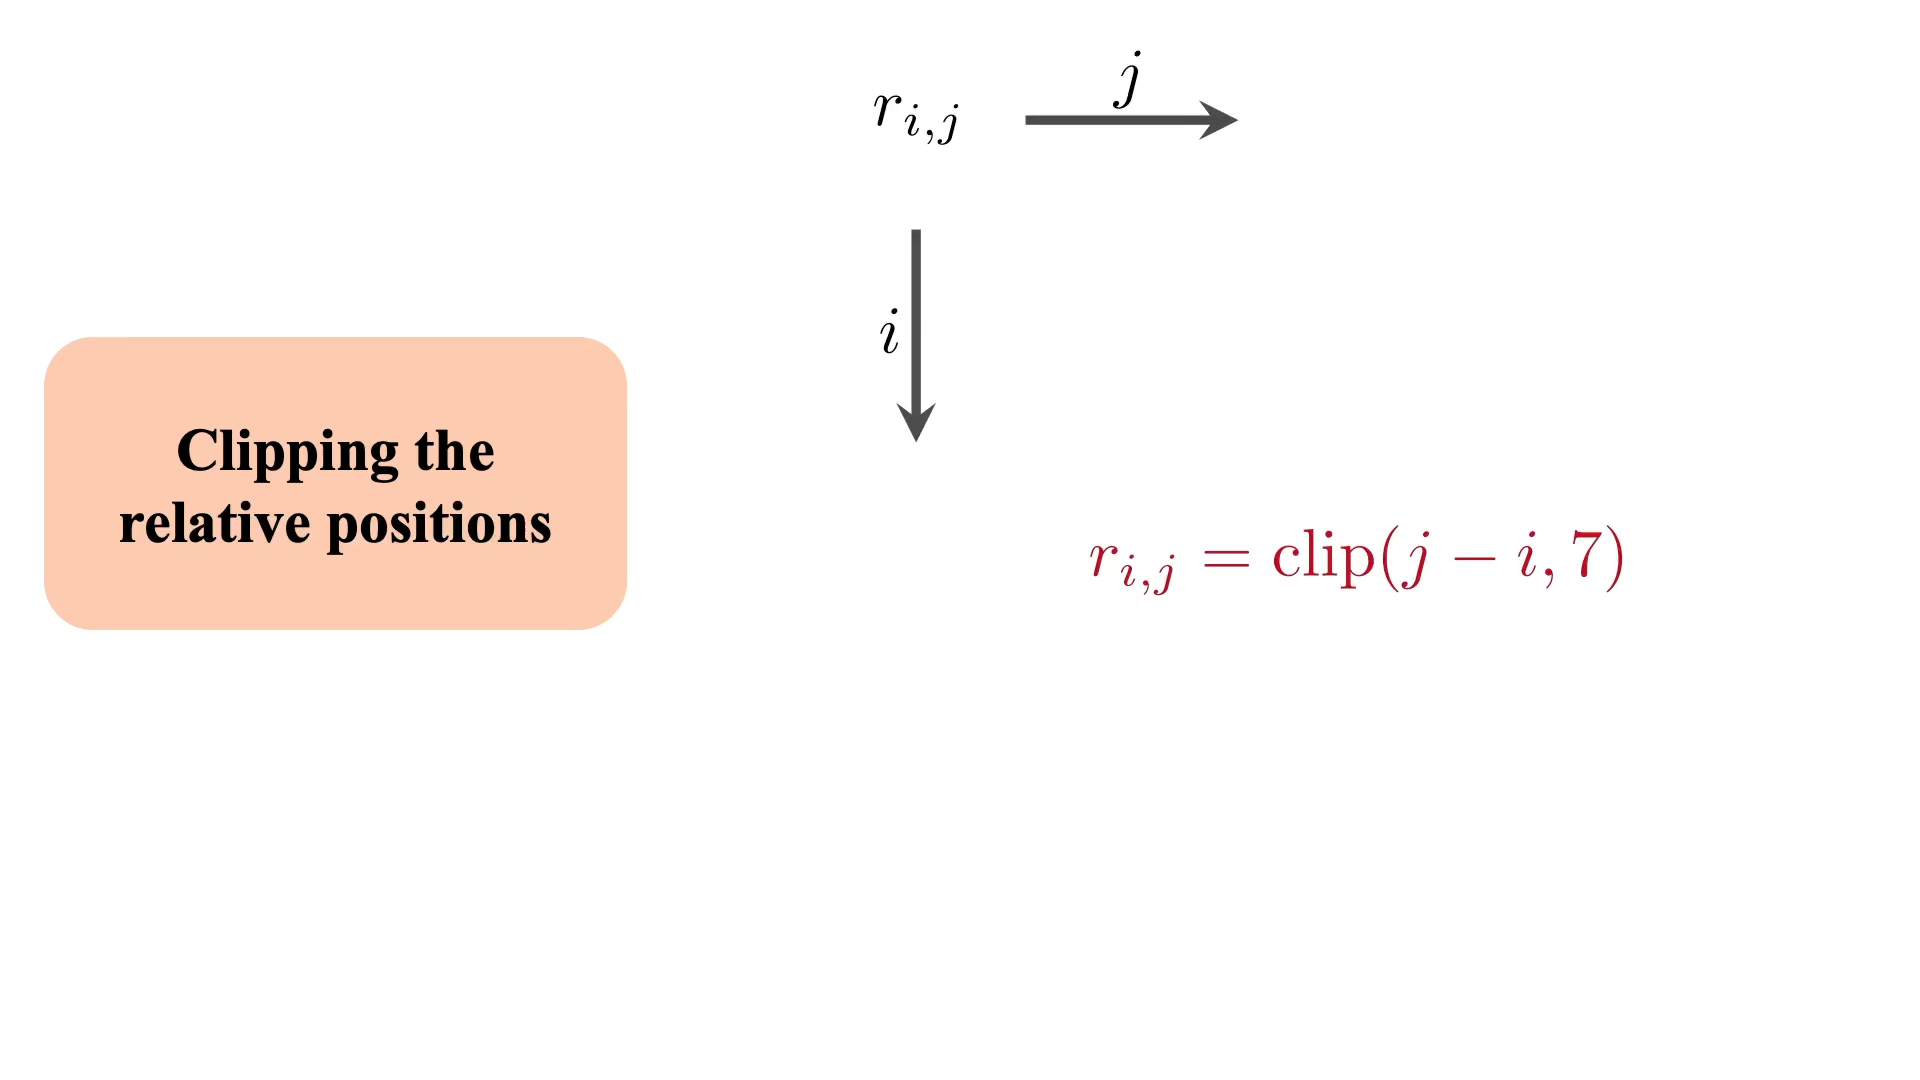 r_{i,j}
j
i
Clipping the
relative positions
r_{i,j} = clip(j − i, 7)